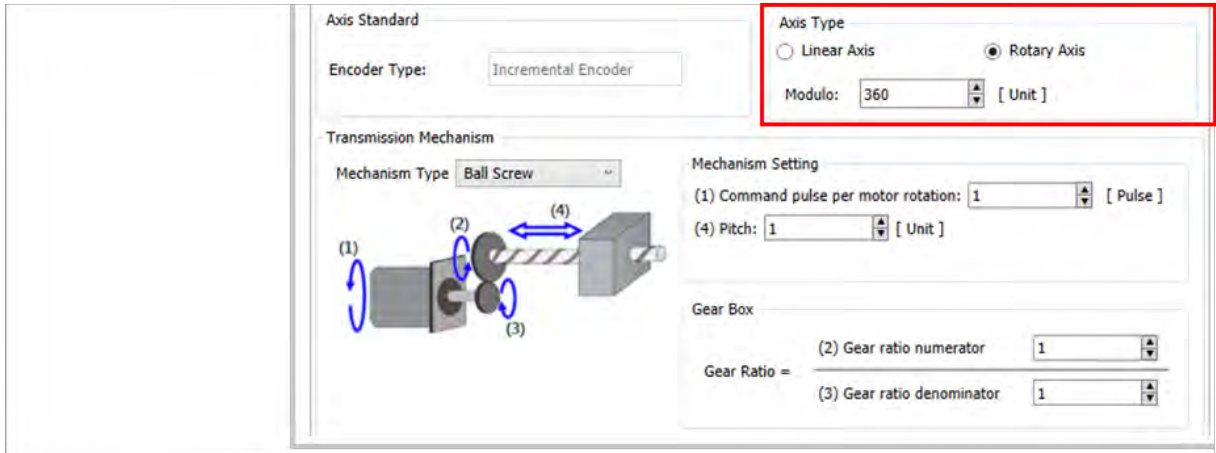 Axis Standard
Encoder Type: Incremental Encoder
Axis Type
Linear Axis Rotary Axis
Modulo: 360 [ Unit ]
Transmission Mechanism
Mechanism Type Ball Screw
(1)
(2)
(4)
(3)
Mechanism Setting
(1) Command pulse per motor rotation: 1 [ Pulse ]
(4) Pitch: 1 [ Unit ]
Gear Box
Gear Ratio =
(2) Gear ratio numerator 1
(3) Gear ratio denominator 1